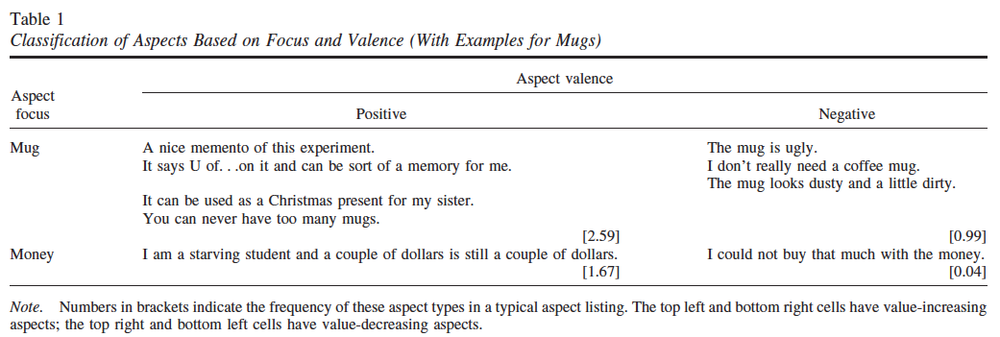 Table 1
Classification of Aspects Based on Focus and Valence (With Examples for Mugs)
Aspect valence
Aspect
focus
Positive
Negative
Mug
A nice memento of this experiment.
It says U of. . .on it and can be sort of a memory for me.
It can be used as a Christmas present for my sister.
You can never have too many mugs.
[2.59]
The mug is ugly.
I don't really need a coffee mug.
The mug looks dusty and a little dirty.
[0.99]
Money
I am a starving student and a couple of dollars is still a couple of dollars.
[1.67]
I could not buy that much with the money.
[0.04]
Note. Numbers in brackets indicate the frequency of these aspect types in a typical aspect listing. The top left and bottom right cells have value-increasing
aspects; the top right and bottom left cells have value-decreasing aspects.